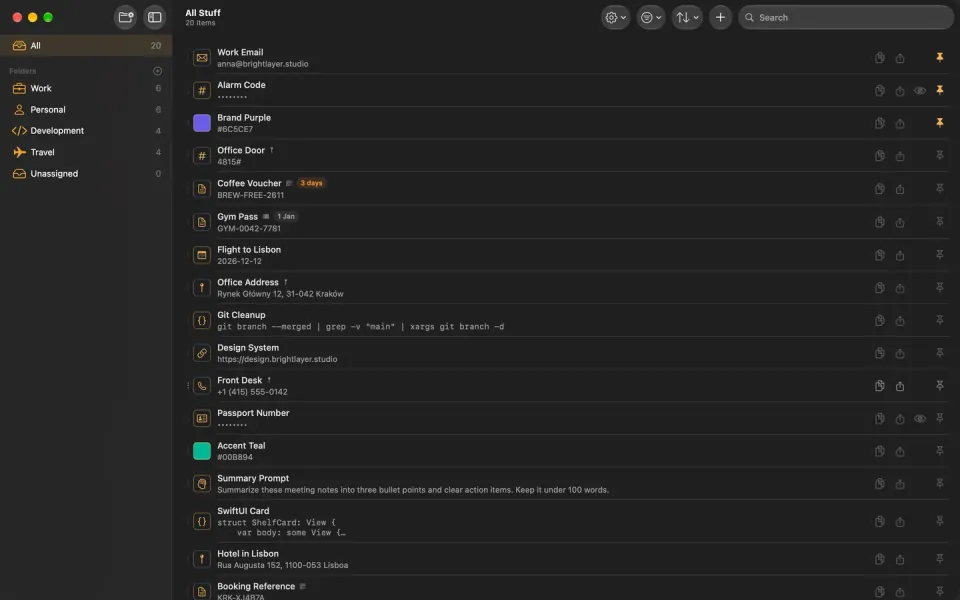 All Stuff
20 items
Search
All 20
Folders
Work 6
Personal 6
Development 4
Travel 4
Unassigned 0
Work Email
anna@brightlayer.studio
Alarm Code
••••••••
Brand Purple
#6C5CE7
Office Door
4815#
Coffee Voucher 3 days
BREW-FREE-2611
Gym Pass 1 Jan
GYM-0042-7781
Flight to Lisbon
2026-12-12
Office Address
Rynek Główny 12, 31-042 Kraków
Git Cleanup
git branch --merged | grep -v "main" | xargs git branch -d
Design System
https://design.brightlayer.studio
Front Desk
+1 (415) 555-0142
Passport Number
••••••••
Accent Teal
#00B894
Summary Prompt
Summarize these meeting notes into three bullet points and clear action items. Keep it under 100 words.
SwiftUI Card
struct ShelfCard: View {
var body: some View {…
Hotel in Lisbon
Rua Augusta 152, 1100-053 Lisboa
Booking Reference
KRK-XJ4B7A